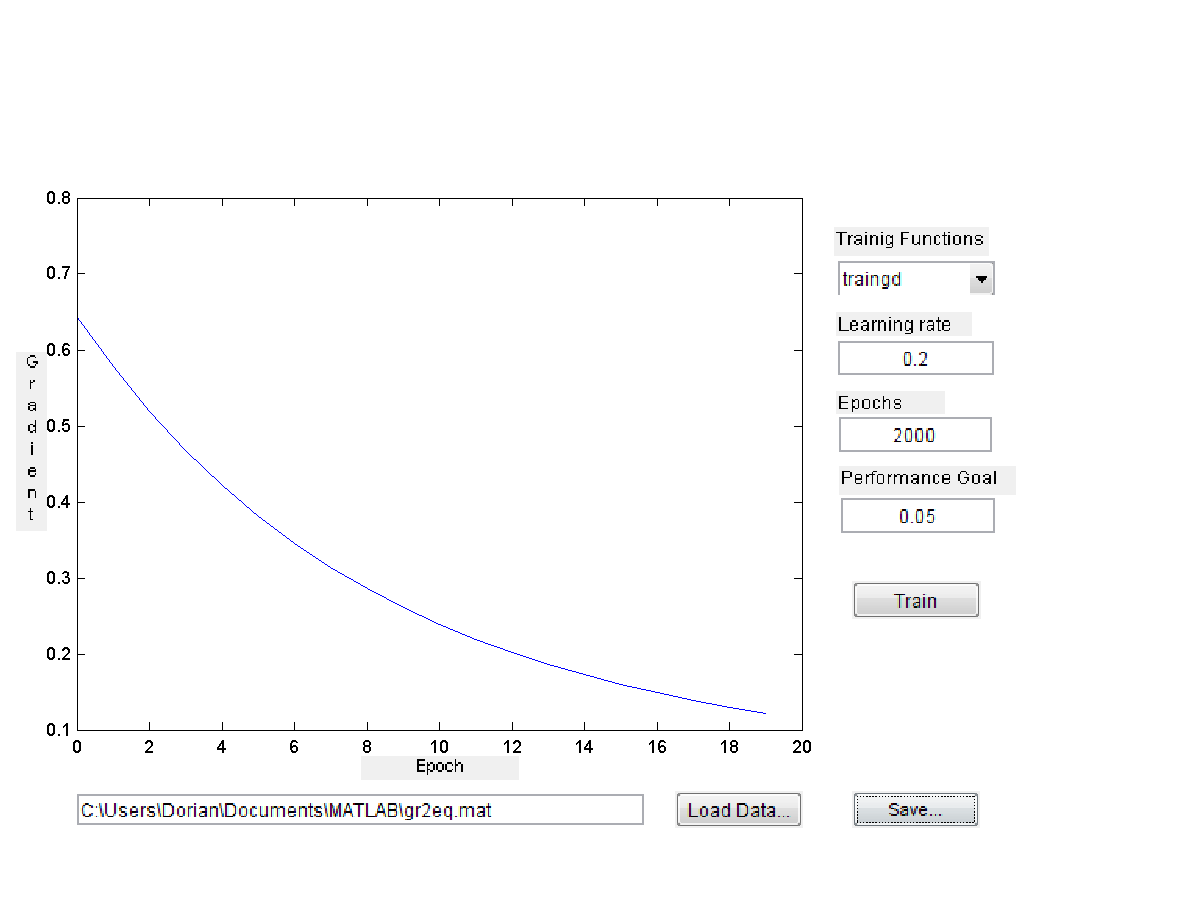 0.8
0.7
0.6
0.5
0.4
0.3
0.2
0.1
Gradient
0 2 4 6 8 10 12 14 16 18 20
Epoch
Trainig Functions
traingd
Learning rate
0.2
Epochs
2000
Performance Goal
0.05
Train
C:\Users\Dorian\Documents\MATLAB\gr2eq.mat
Load Data...
Save...